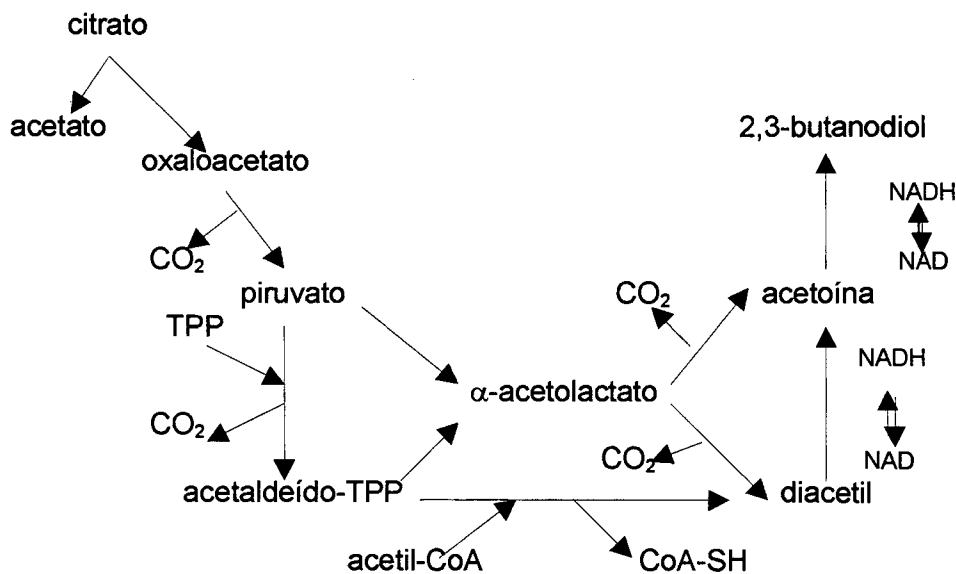 citrato
acetato
2,3-butanodiol
oxaloacetato
NADH
CO₂
NAD
piruvato
CO₂
acetoína
TPP
NADH
α-acetolactato
CO₂
CO₂
NAD
acetaldeído-TPP
diacetil
acetil-CoA
CoA-SH